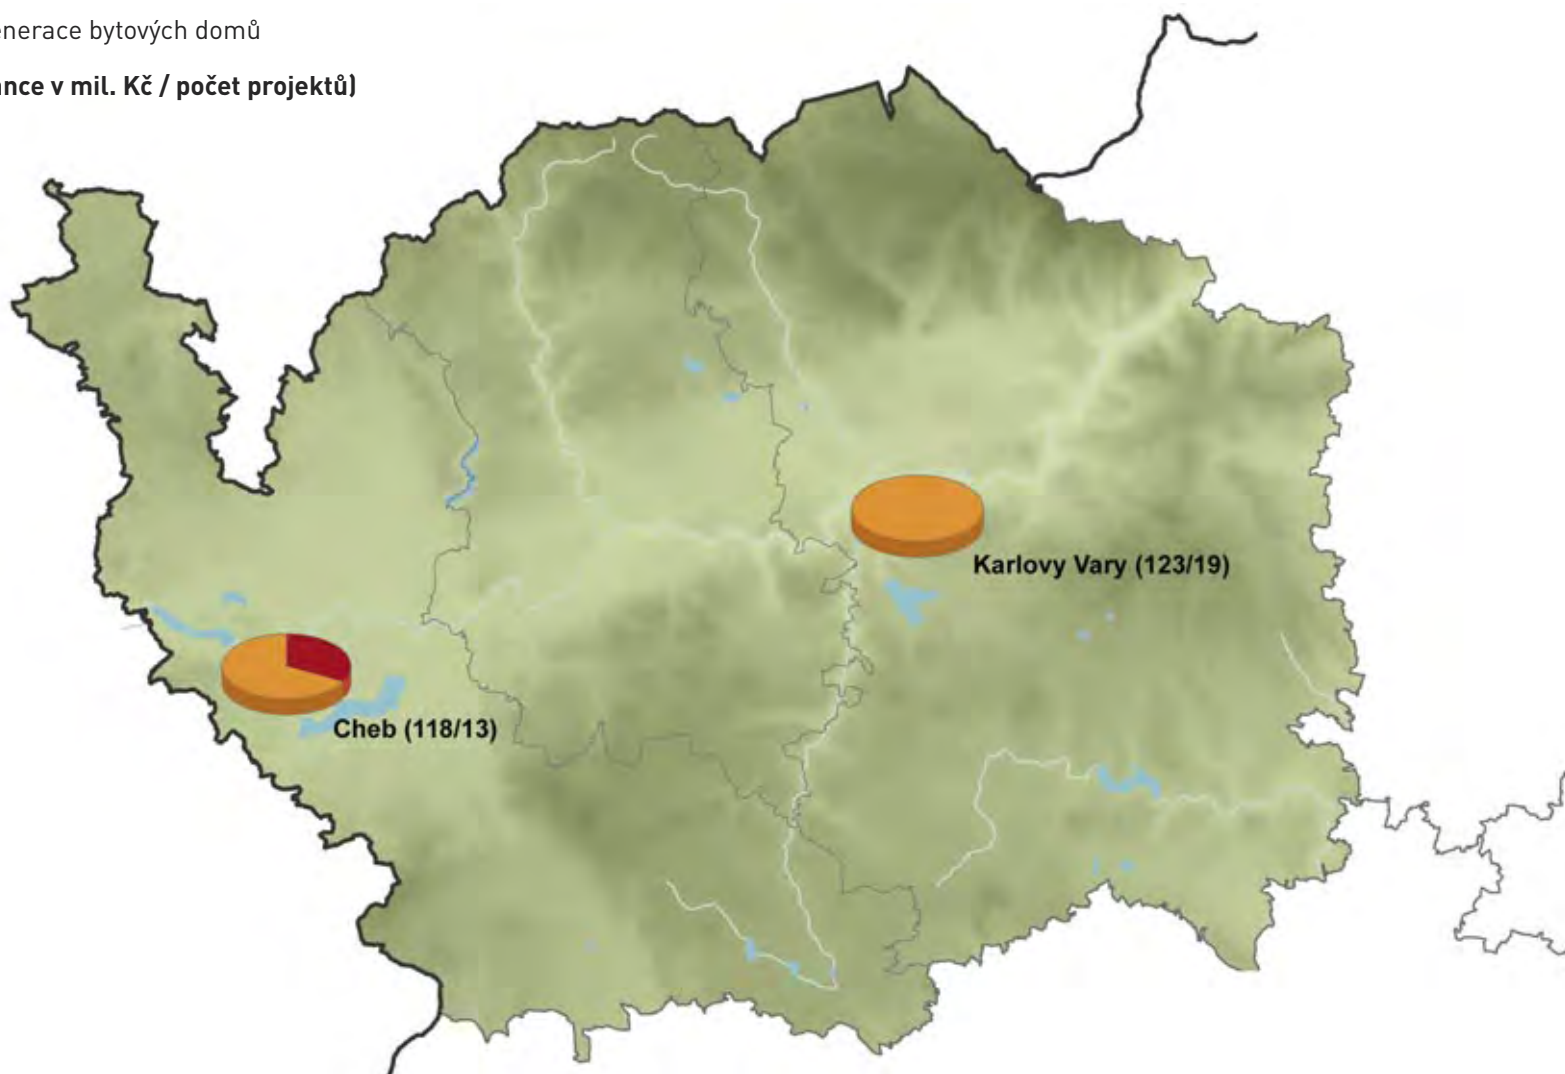 enerace bytových domů
ance v mil. Kč / počet projektů)
Karlovy Vary (123/19)
Cheb (118/13)